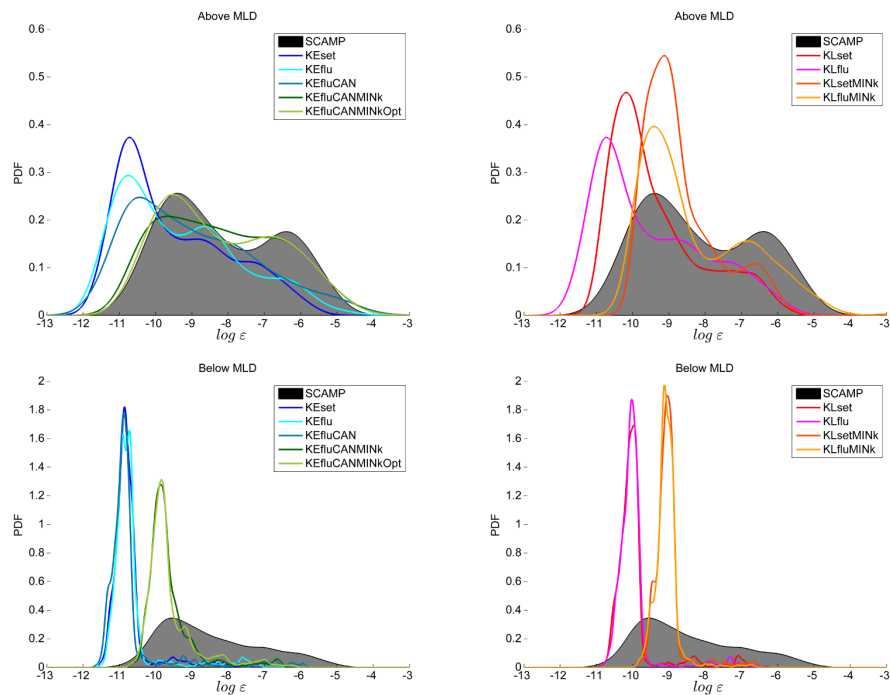 Above MLD
0.6
0.5
0.4
0.3
0.2
0.1
0
PDF
-13 -12 -11 -10 -9 -8 -7 -6 -5 -4 -3
log ε
SCAMP
KEset
KEflu
KEfluCAN
KEfluCANMINk
KEfluCANMINkOpt
Above MLD
0.6
0.5
0.4
0.3
0.2
0.1
0
PDF
-13 -12 -11 -10 -9 -8 -7 -6 -5 -4 -3
log ε
SCAMP
KLset
KLflu
KLsetMINk
KLfluMINk
Below MLD
2
1.8
1.6
1.4
1.2
1
0.8
0.6
0.4
0.2
0
PDF
-13 -12 -11 -10 -9 -8 -7 -6 -5 -4 -3
log ε
SCAMP
KEset
KEflu
KEfluCAN
KEfluCANMINk
KEfluCANMINkOpt
Below MLD
2
1.8
1.6
1.4
1.2
1
0.8
0.6
0.4
0.2
0
PDF
-13 -12 -11 -10 -9 -8 -7 -6 -5 -4 -3
log ε
SCAMP
KLset
KLflu
KLsetMINk
KLfluMINk